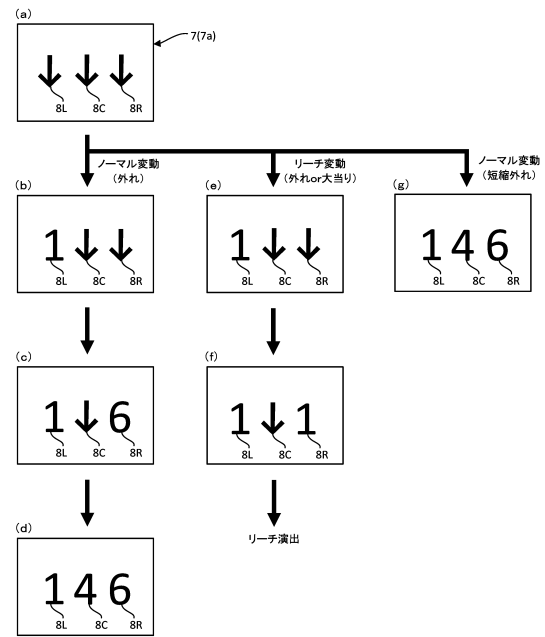 (a)
7(7a)
↓ ↓ ↓
8L 8C 8R
ノーマル変動
(外れ)
リーチ変動
(外れor大当り)
ノーマル変動
(短縮外れ)
(b)
1 ↓ ↓
8L 8C 8R
(e)
1 ↓ ↓
8L 8C 8R
(g)
1 4 6
8L 8C 8R
(c)
1 ↓ 6
8L 8C 8R
(f)
1 ↓ 1
8L 8C 8R
(d)
1 4 6
8L 8C 8R
リーチ演出